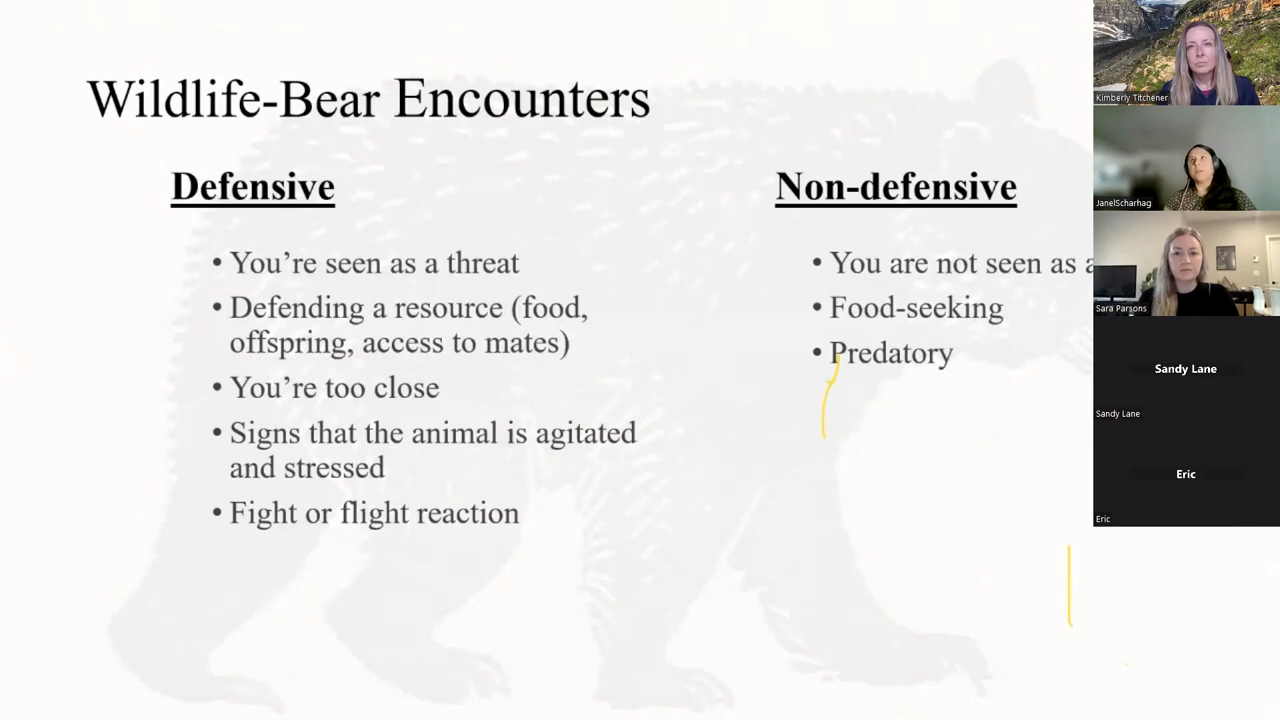 Wildlife-Bear Encounters
Defensive
• You’re seen as a threat
• Defending a resource (food,
offspring, access to mates)
• You’re too close
• Signs that the animal is agitated
and stressed
• Fight or flight reaction
Non-defensive
• You are not seen as a
• Food-seeking
• Predatory
Kimberly Titchener
JanelScharhag
Sara Parsons
Sandy Lane
Sandy Lane
Eric
Eric